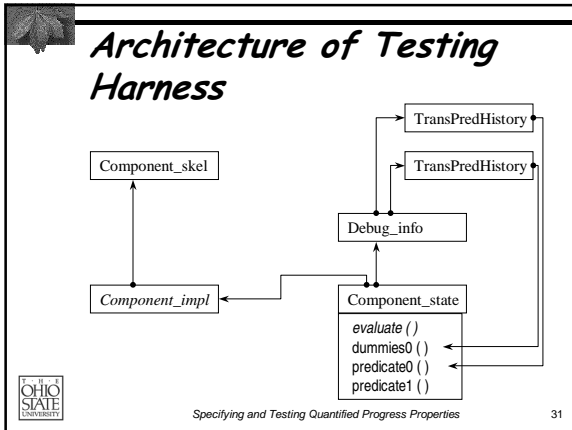 Architecture of Testing
Harness
TransPredHistory
TransPredHistory
Component_skel
Debug_info
Component_impl
Component_state
evaluate ( )
dummies0 ( )
predicate0 ( )
predicate1 ( )
T · H · E
OHIO
STATE
UNIVERSITY
Specifying and Testing Quantified Progress Properties
31